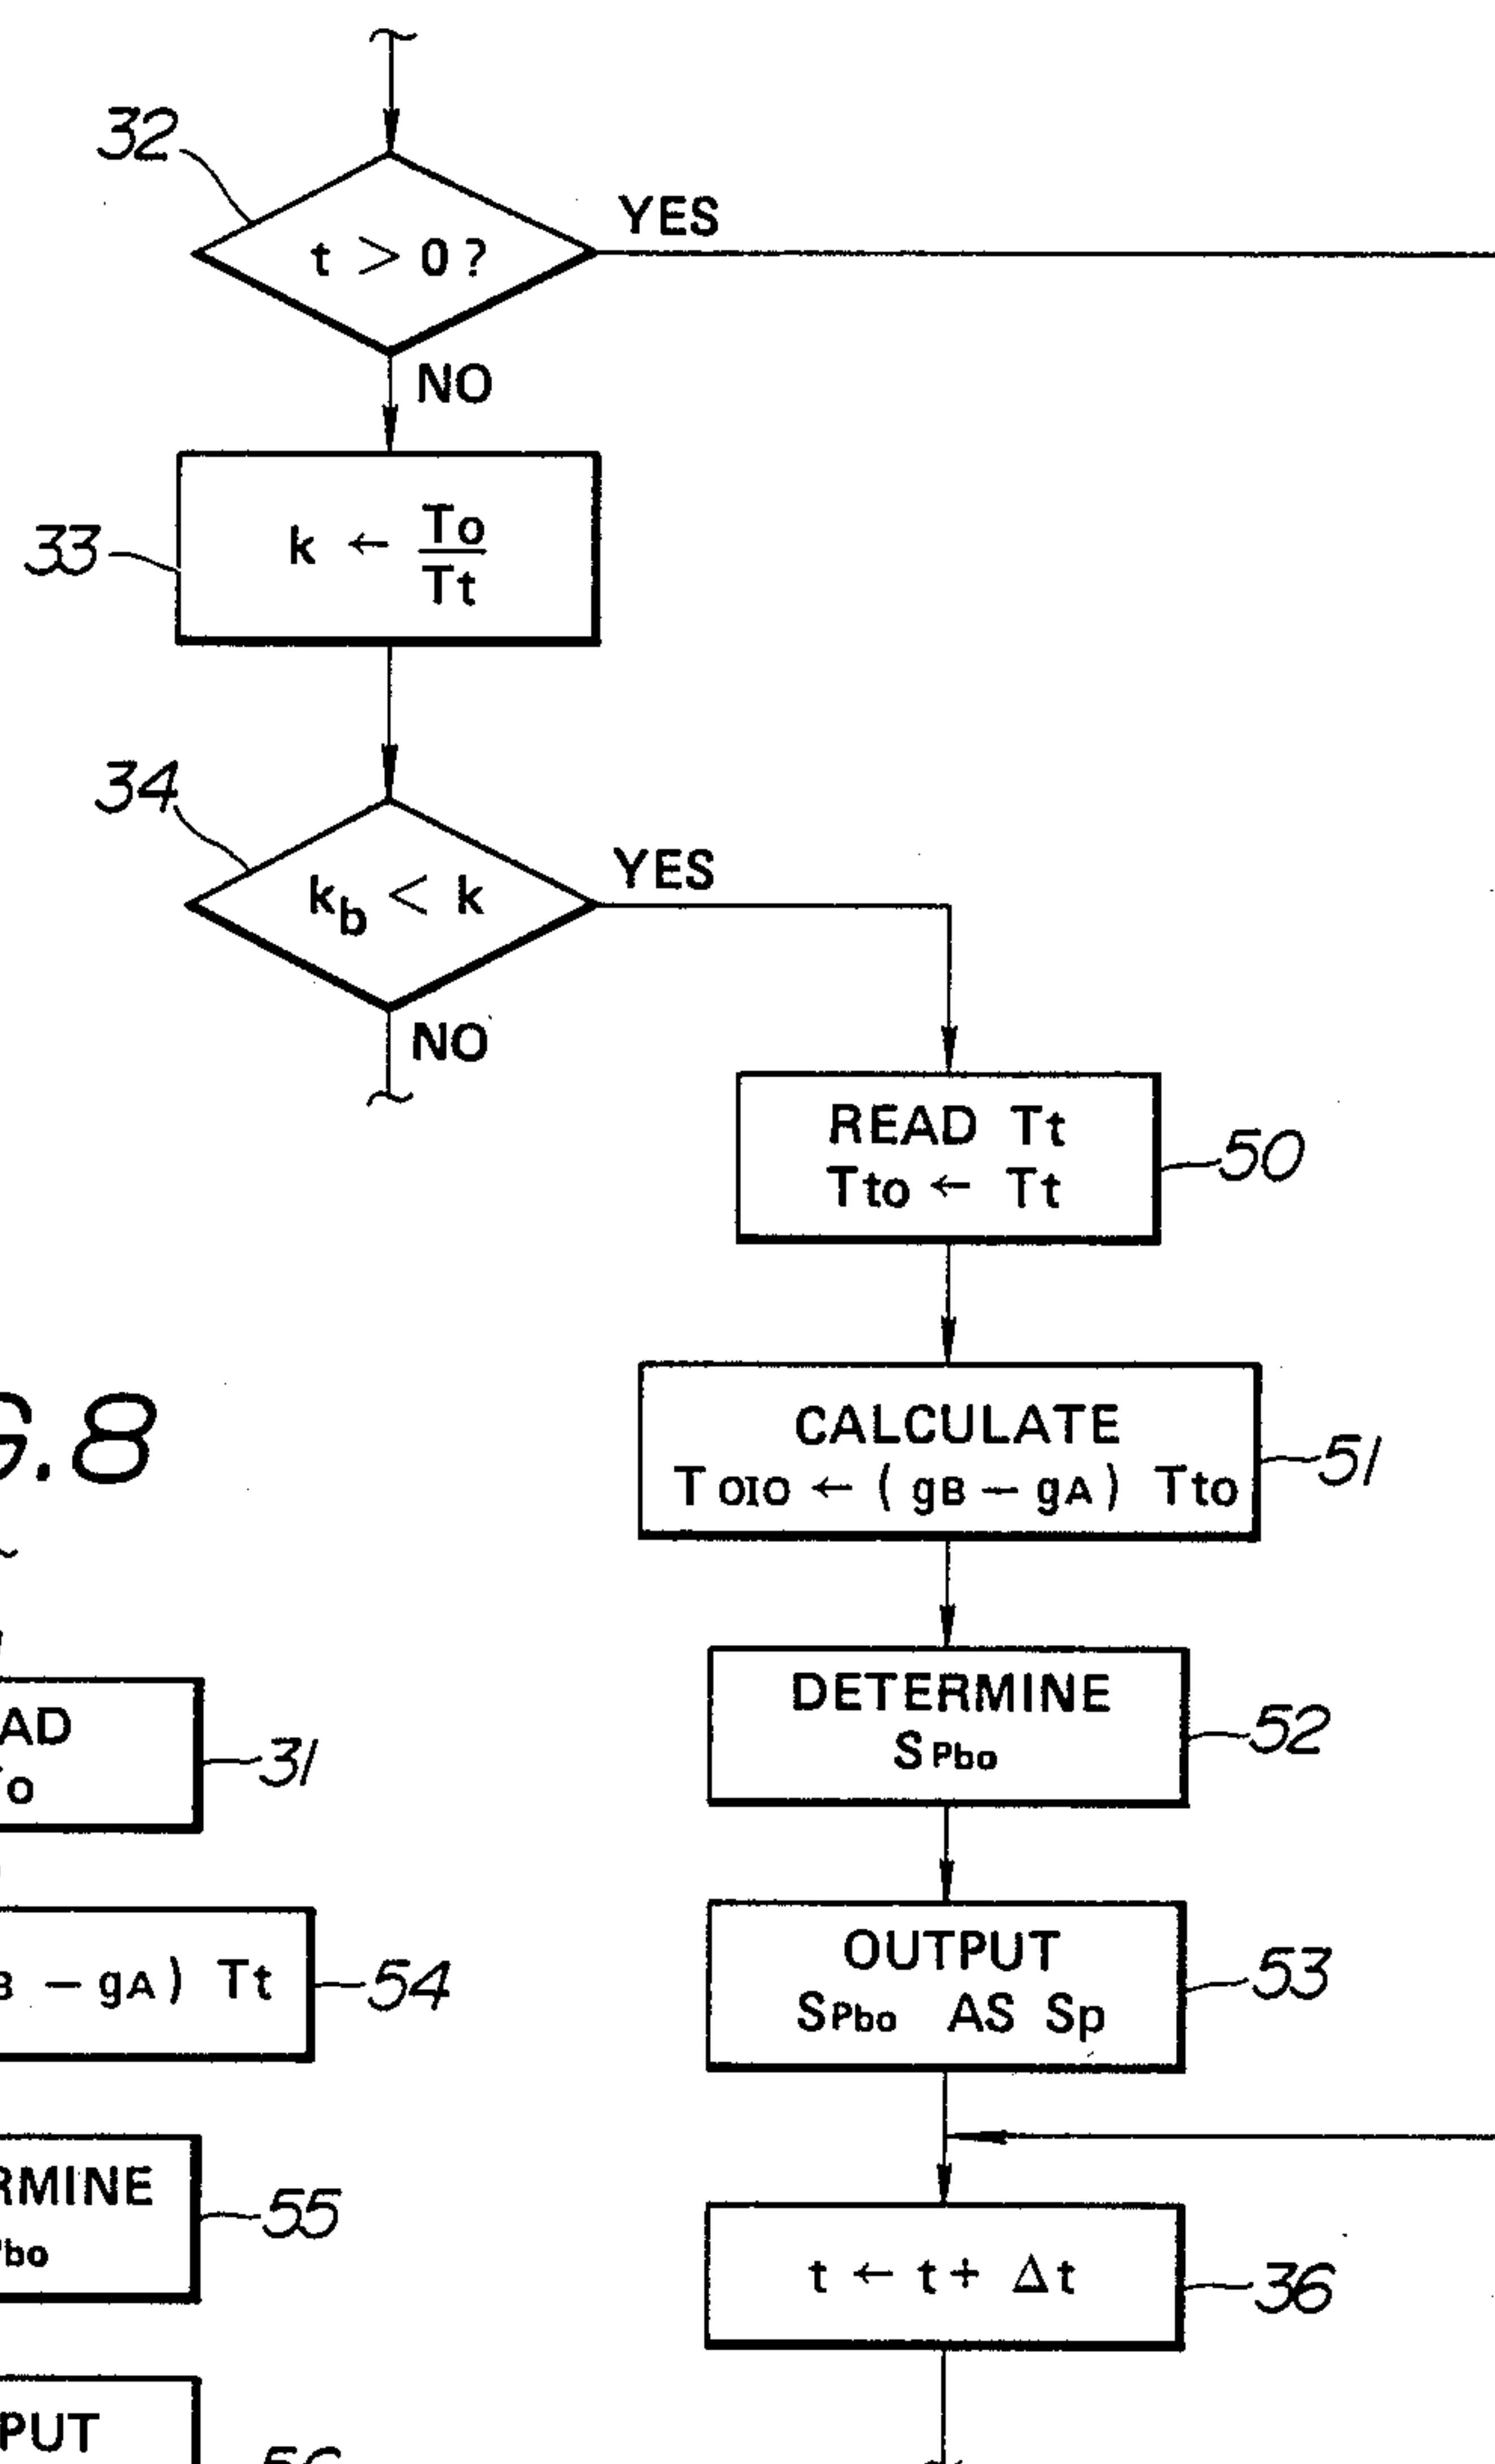 32
t > 0 ?
YES
NO
33
k ← To
Tt
34
kb < k
YES
NO
READ Tt
Tto ← Tt
50
CALCULATE
TOIO ← ( gB – gA ) Tto
51
DETERMINE
SPbo
52
OUTPUT
SPbo AS Sp
53
t ← t + Δt
36
G.8
AD
o
31
B – gA ) Tt
54
RMINE
Pbo
55
PUT